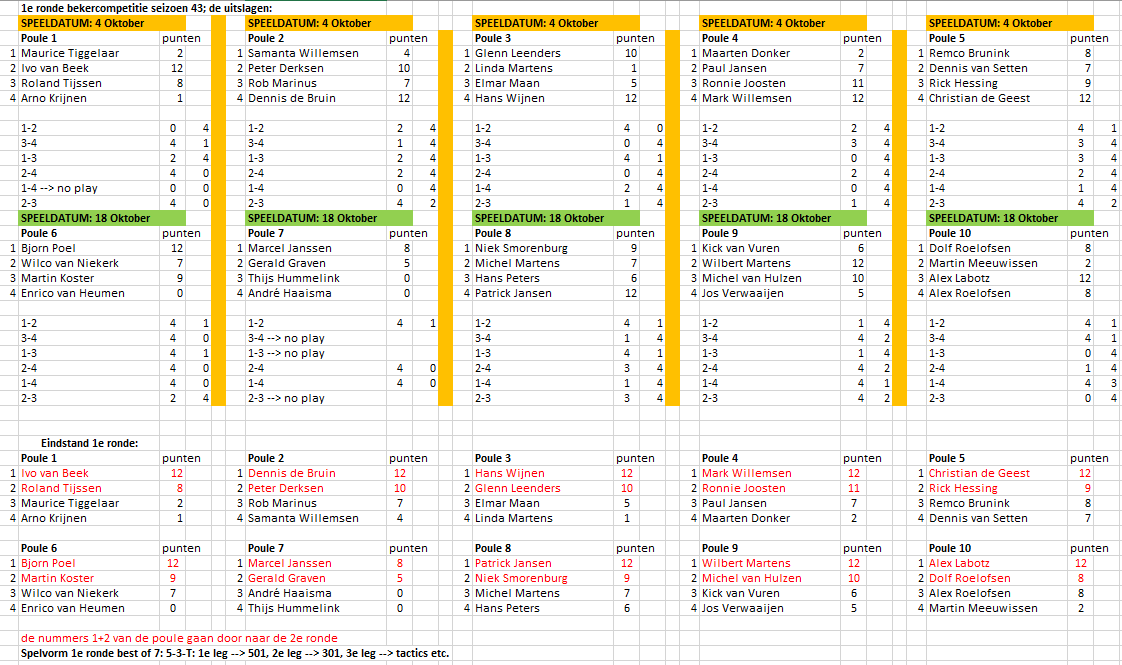 1e ronde bekercompetitie seizoen 43; de uitslagen:
SPEELDATUM: 4 Oktober SPEELDATUM: 4 Oktober SPEELDATUM: 4 Oktober SPEELDATUM: 4 Oktober SPEELDATUM: 4 Oktober
Poule 1 punten Poule 2 punten Poule 3 punten Poule 4 punten Poule 5 punten
1 Maurice Tiggelaar 2 1 Samanta Willemsen 4 1 Glenn Leenders 10 1 Maarten Donker 2 1 Remco Brunink 8
2 Ivo van Beek 12 2 Peter Derksen 10 2 Linda Martens 1 2 Paul Jansen 7 2 Dennis van Setten 7
3 Roland Tijssen 8 3 Rob Marinus 7 3 Elmar Maan 5 3 Ronnie Joosten 11 3 Rick Hessing 9
4 Arno Krijnen 1 4 Dennis de Bruin 12 4 Hans Wijnen 12 4 Mark Willemsen 12 4 Christian de Geest 12
1-2 0 4 1-2 2 4 1-2 4 0 1-2 2 4 1-2 4 1
3-4 4 1 3-4 1 4 3-4 0 4 3-4 3 4 3-4 3 4
1-3 2 4 1-3 2 4 1-3 4 1 1-3 0 4 1-3 3 4
2-4 4 0 2-4 2 4 2-4 0 4 2-4 2 4 2-4 2 4
1-4 --> no play 0 0 1-4 0 4 1-4 2 4 1-4 0 4 1-4 1 4
2-3 4 0 2-3 4 2 2-3 1 4 2-3 1 4 2-3 4 2
SPEELDATUM: 18 Oktober SPEELDATUM: 18 Oktober SPEELDATUM: 18 Oktober SPEELDATUM: 18 Oktober SPEELDATUM: 18 Oktober
Poule 6 punten Poule 7 punten Poule 8 punten Poule 9 punten Poule 10 punten
1 Bjorn Poel 12 1 Marcel Janssen 8 1 Niek Smorenburg 9 1 Kick van Vuren 6 1 Dolf Roelofsen 8
2 Wilco van Niekerk 7 2 Gerald Graven 5 2 Michel Martens 7 2 Wilbert Martens 12 2 Martin Meeuwissen 2
3 Martin Koster 9 3 Thijs Hummelink 0 3 Hans Peters 6 3 Michel van Hulzen 10 3 Alex Labotz 12
4 Enrico van Heumen 0 4 André Haaisma 0 4 Patrick Jansen 12 4 Jos Verwaaijen 5 4 Alex Roelofsen 8
1-2 4 1 1-2 4 1 1-2 4 1 1-2 1 4 1-2 4 1
3-4 4 0 3-4 --> no play 3-4 1 4 3-4 4 2 3-4 4 1
1-3 4 1 1-3 --> no play 1-3 4 1 1-3 1 4 1-3 0 4
2-4 4 0 2-4 4 0 2-4 3 4 2-4 4 2 2-4 1 4
1-4 4 0 1-4 4 0 1-4 1 4 1-4 4 1 1-4 4 3
2-3 2 4 2-3 --> no play 2-3 3 4 2-3 4 2 2-3 0 4
Eindstand 1e ronde:
Poule 1 punten Poule 2 punten Poule 3 punten Poule 4 punten Poule 5 punten
1 Ivo van Beek 12 1 Dennis de Bruin 12 1 Hans Wijnen 12 1 Mark Willemsen 12 1 Christian de Geest 12
2 Roland Tijssen 8 2 Peter Derksen 10 2 Glenn Leenders 10 2 Ronnie Joosten 11 2 Rick Hessing 9
3 Maurice Tiggelaar 2 3 Rob Marinus 7 3 Elmar Maan 5 3 Paul Jansen 7 3 Remco Brunink 8
4 Arno Krijnen 1 4 Samanta Willemsen 4 4 Linda Martens 1 4 Maarten Donker 2 4 Dennis van Setten 7
Poule 6 punten Poule 7 punten Poule 8 punten Poule 9 punten Poule 10 punten
1 Bjorn Poel 12 1 Marcel Janssen 8 1 Patrick Jansen 12 1 Wilbert Martens 12 1 Alex Labotz 12
2 Martin Koster 9 2 Gerald Graven 5 2 Niek Smorenburg 9 2 Michel van Hulzen 10 2 Dolf Roelofsen 8
3 Wilco van Niekerk 7 3 André Haaisma 0 3 Michel Martens 7 3 Kick van Vuren 6 3 Alex Roelofsen 8
4 Enrico van Heumen 0 4 Thijs Hummelink 0 4 Hans Peters 6 4 Jos Verwaaijen 5 4 Martin Meeuwissen 2
de nummers 1+2 van de poule gaan door naar de 2e ronde
Spelvorm 1e ronde best of 7: 5-3-T: 1e leg --> 501, 2e leg --> 301, 3e leg --> tactics etc.